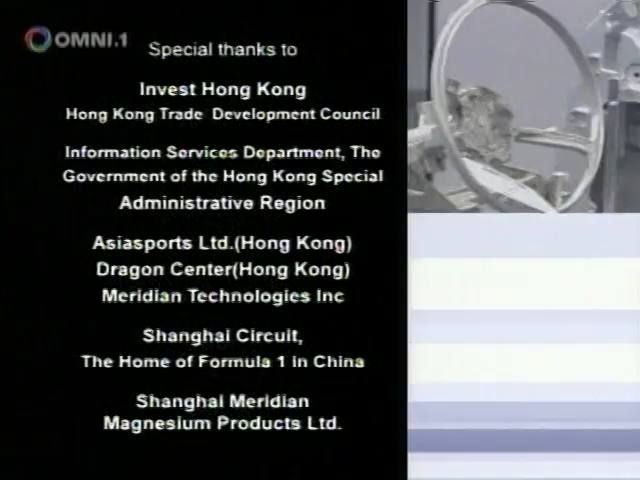 OMNI.1
Special thanks to
Invest Hong Kong
Hong Kong Trade Development Council
Information Services Department, The
Government of the Hong Kong Special
Administrative Region
Asiasports Ltd.(Hong Kong)
Dragon Center(Hong Kong)
Meridian Technologies Inc
Shanghai Circuit,
The Home of Formula 1 in China
Shanghai Meridian
Magnesium Products Ltd.